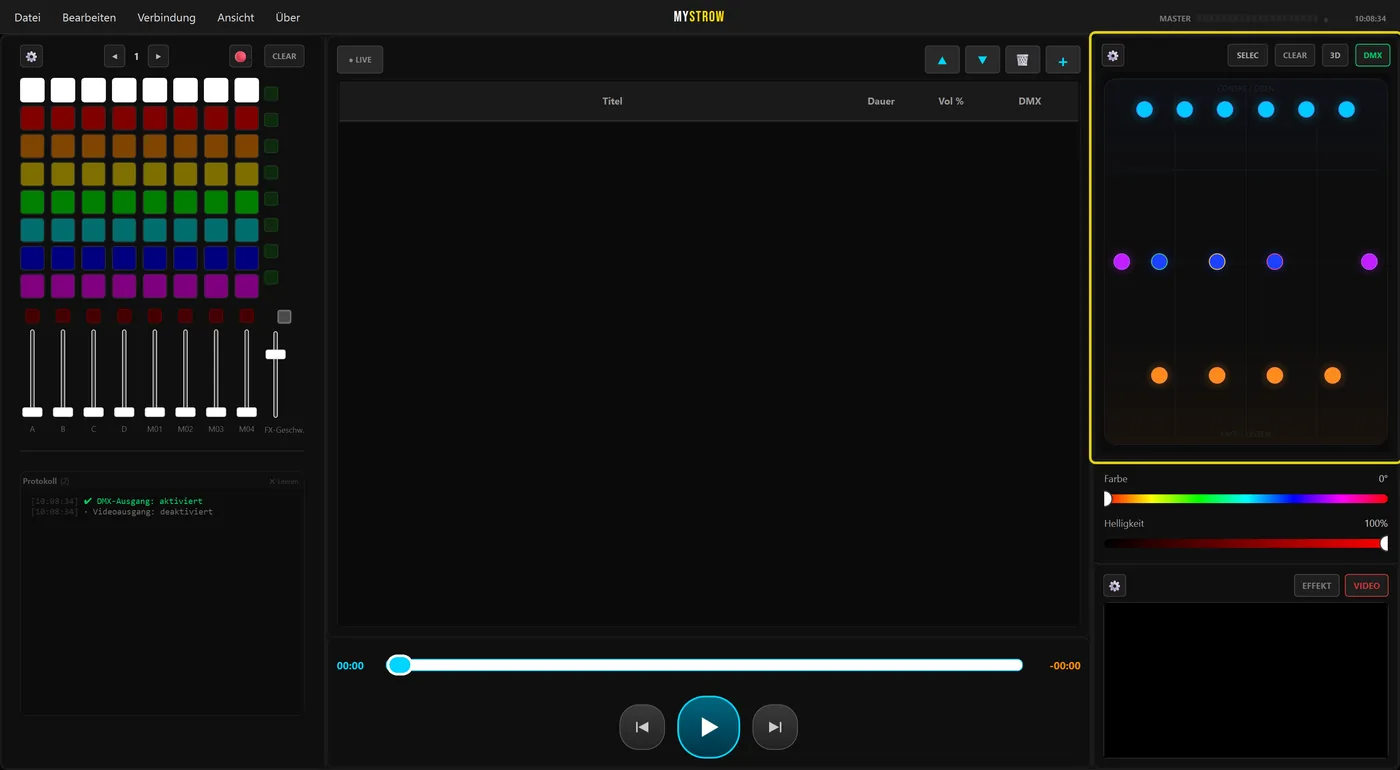 Datei Bearbeiten Verbindung Ansicht Über
MYSTROW
MASTER 10:08:34
1 CLEAR
LIVE
SELEC CLEAR 3D DMX
Titel Dauer Vol % DMX
A B C D M01 M02 M03 M04 FX-Geschw.
Protokoll (2) Leeren
[10:08:34] ✔ DMX-Ausgang: aktiviert
[10:08:34] · Videoausgang: deaktiviert
Farbe 0°
Helligkeit 100%
EFFEKT VIDEO
00:00 -00:00